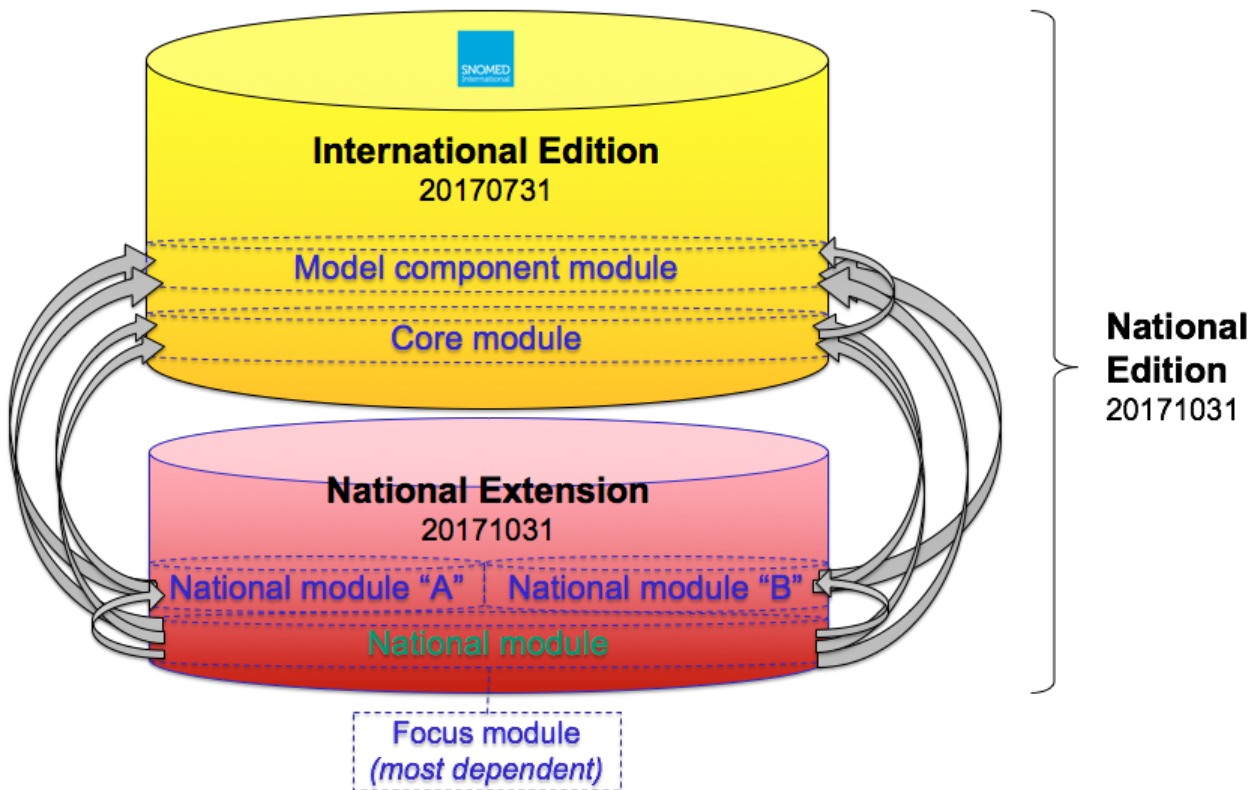 SNOMED
International
International Edition
20170731
Model component module
Core module
National
Edition
20171031
National Extension
20171031
National module “A” National module “B”
National module
Focus module
(most dependent)